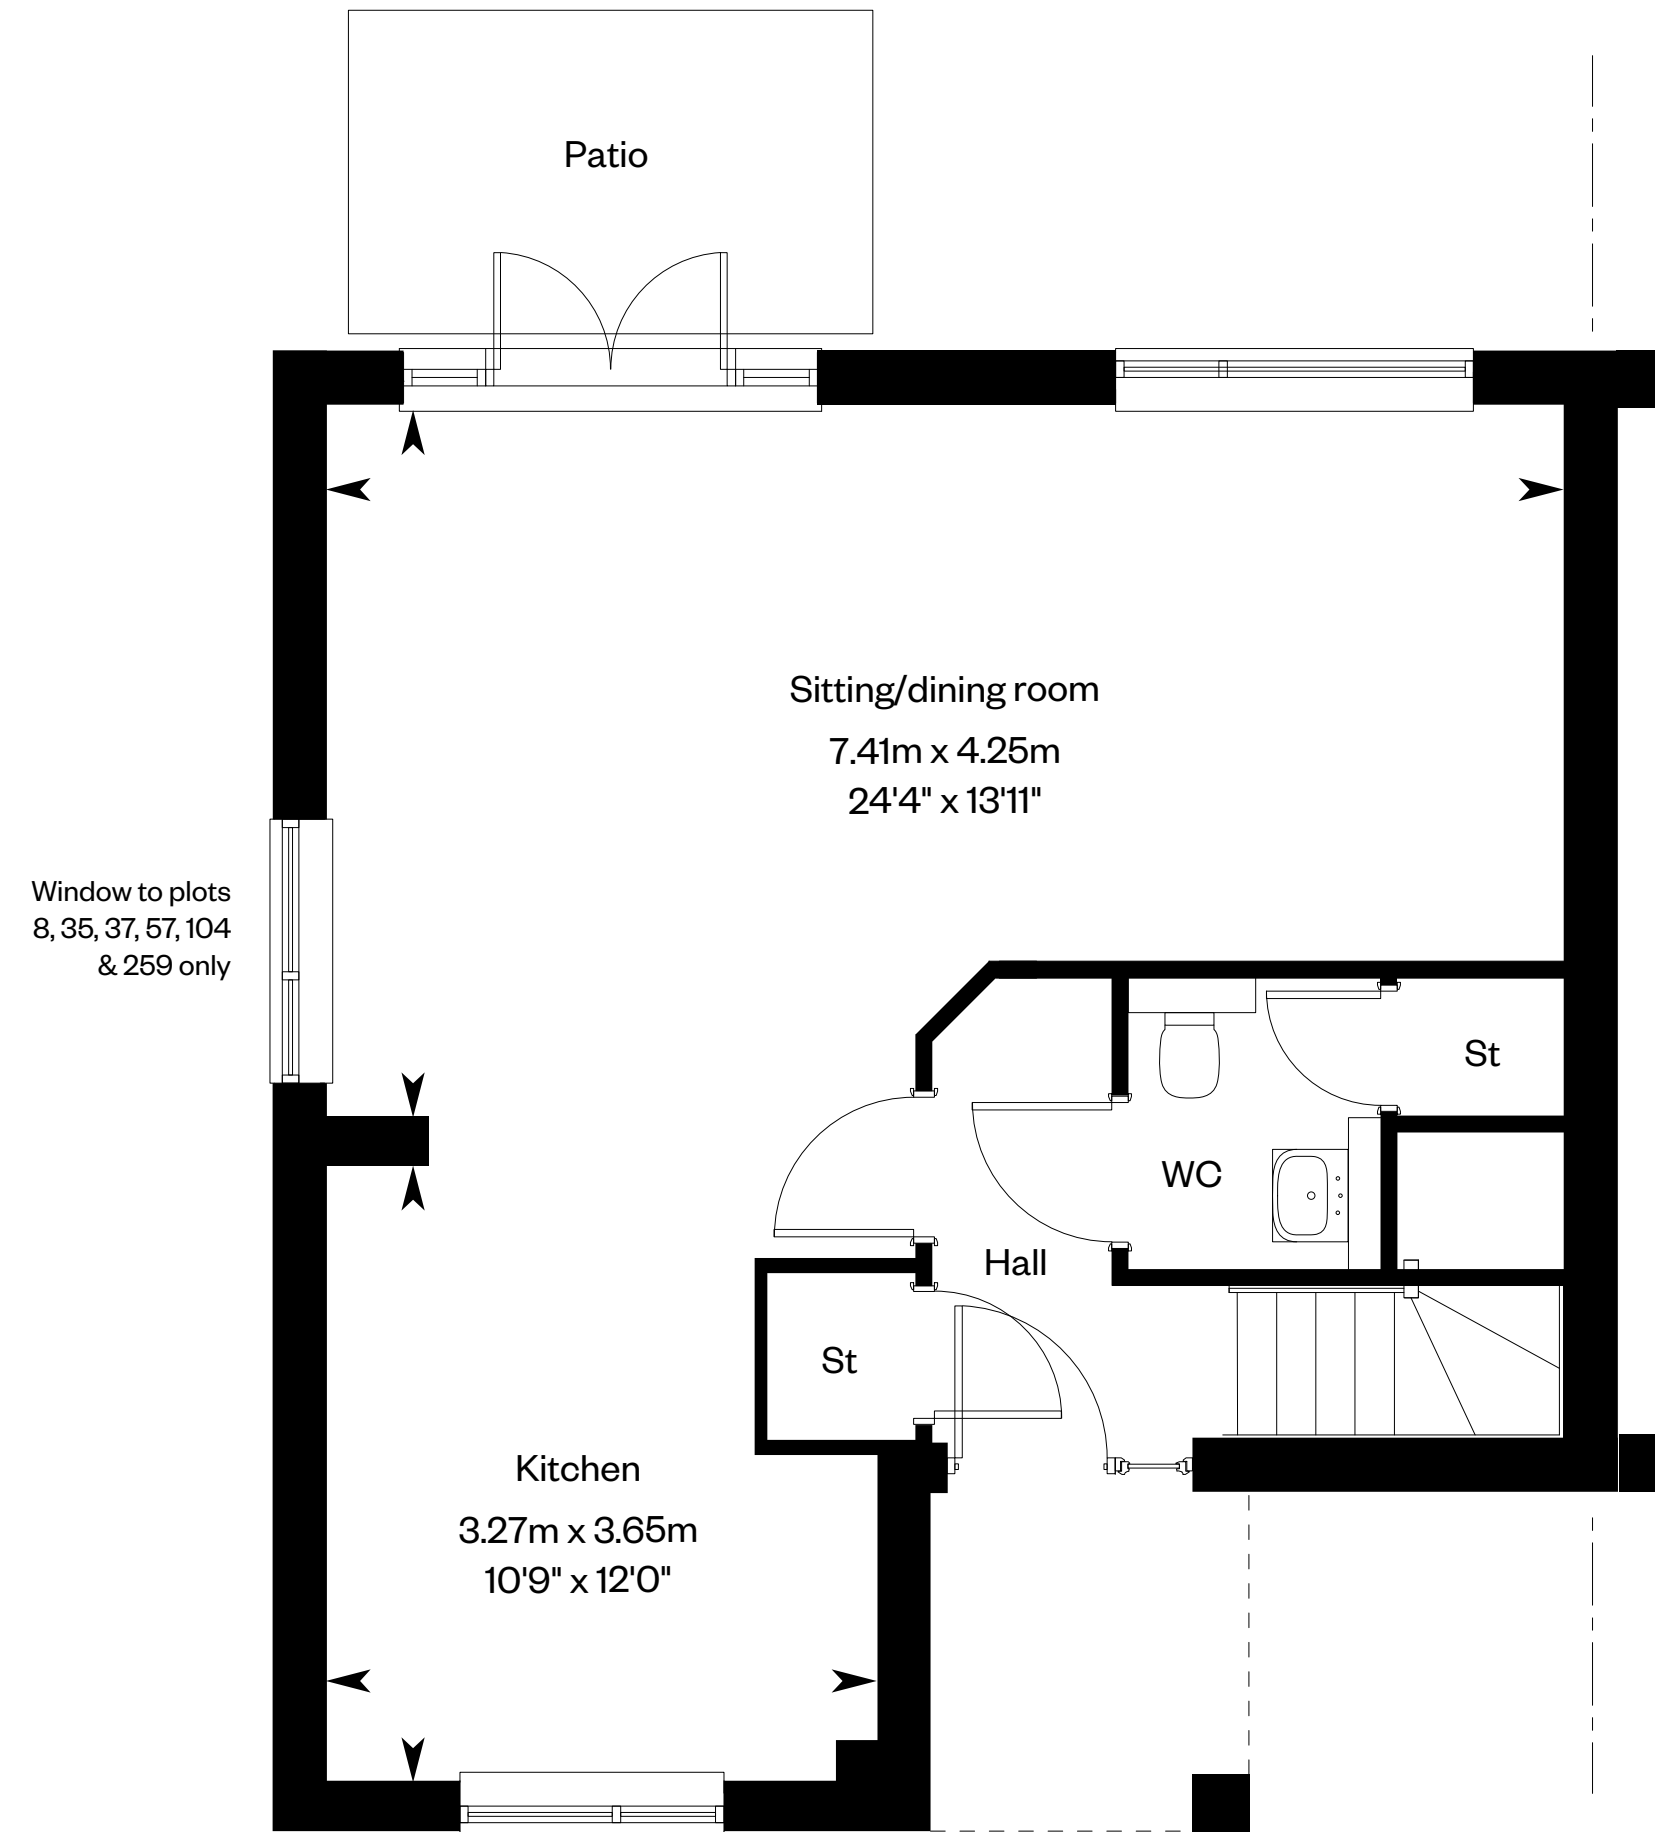 Patio
Sitting/dining room
7.41m x 4.25m
24'4" x 13'11"
Window to plots
8, 35, 37, 57, 104
& 259 only
St
WC
Hall
St
Kitchen
3.27m x 3.65m
10'9" x 12'0"